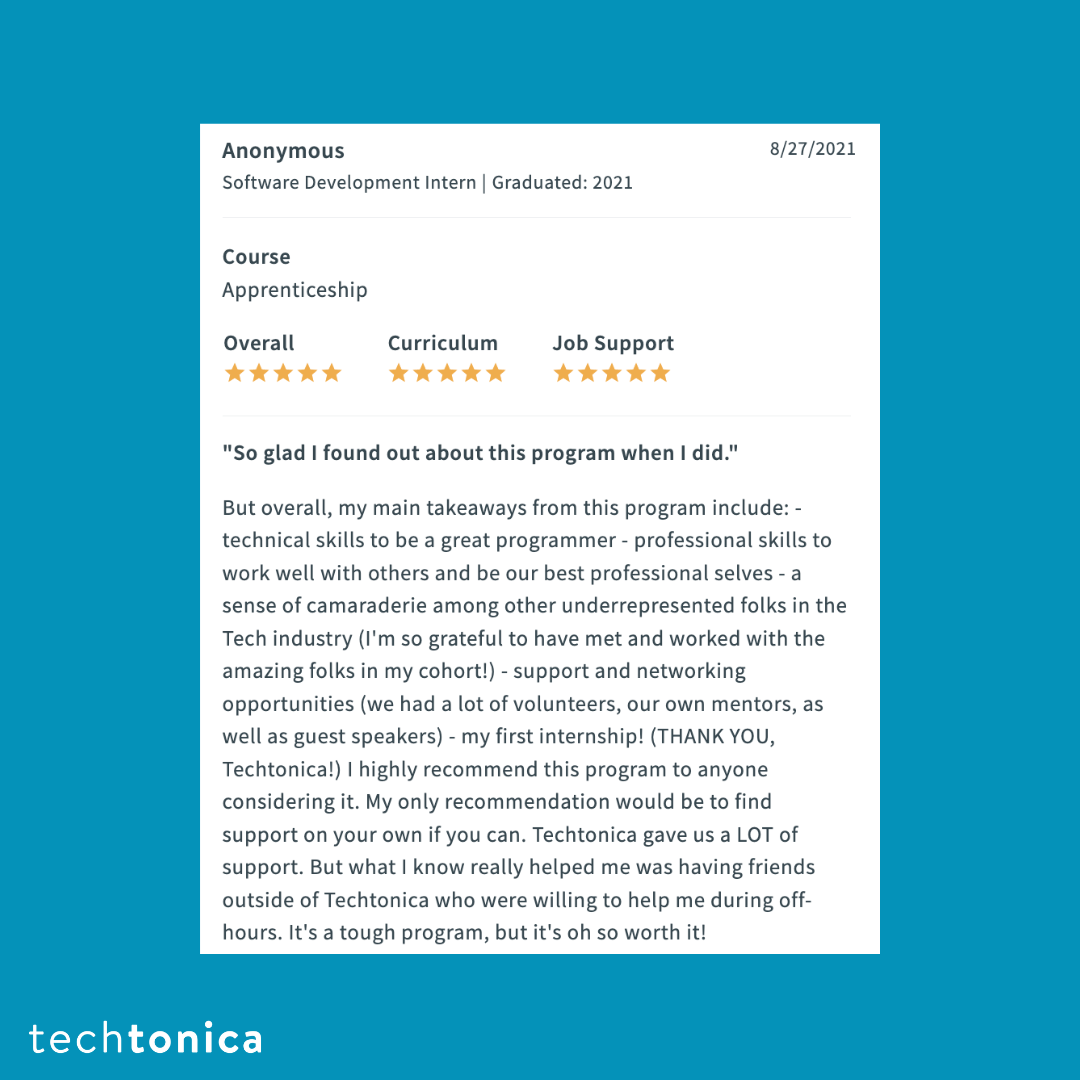 Anonymous 8/27/2021
Software Development Intern | Graduated: 2021
Course
Apprenticeship
Overall Curriculum Job Support
"So glad I found out about this program when I did."
But overall, my main takeaways from this program include: -
technical skills to be a great programmer - professional skills to
work well with others and be our best professional selves - a
sense of camaraderie among other underrepresented folks in the
Tech industry (I'm so grateful to have met and worked with the
amazing folks in my cohort!) - support and networking
opportunities (we had a lot of volunteers, our own mentors, as
well as guest speakers) - my first internship! (THANK YOU,
Techtonica!) I highly recommend this program to anyone
considering it. My only recommendation would be to find
support on your own if you can. Techtonica gave us a LOT of
support. But what I know really helped me was having friends
outside of Techtonica who were willing to help me during off-
hours. It's a tough program, but it's oh so worth it!
techtonica